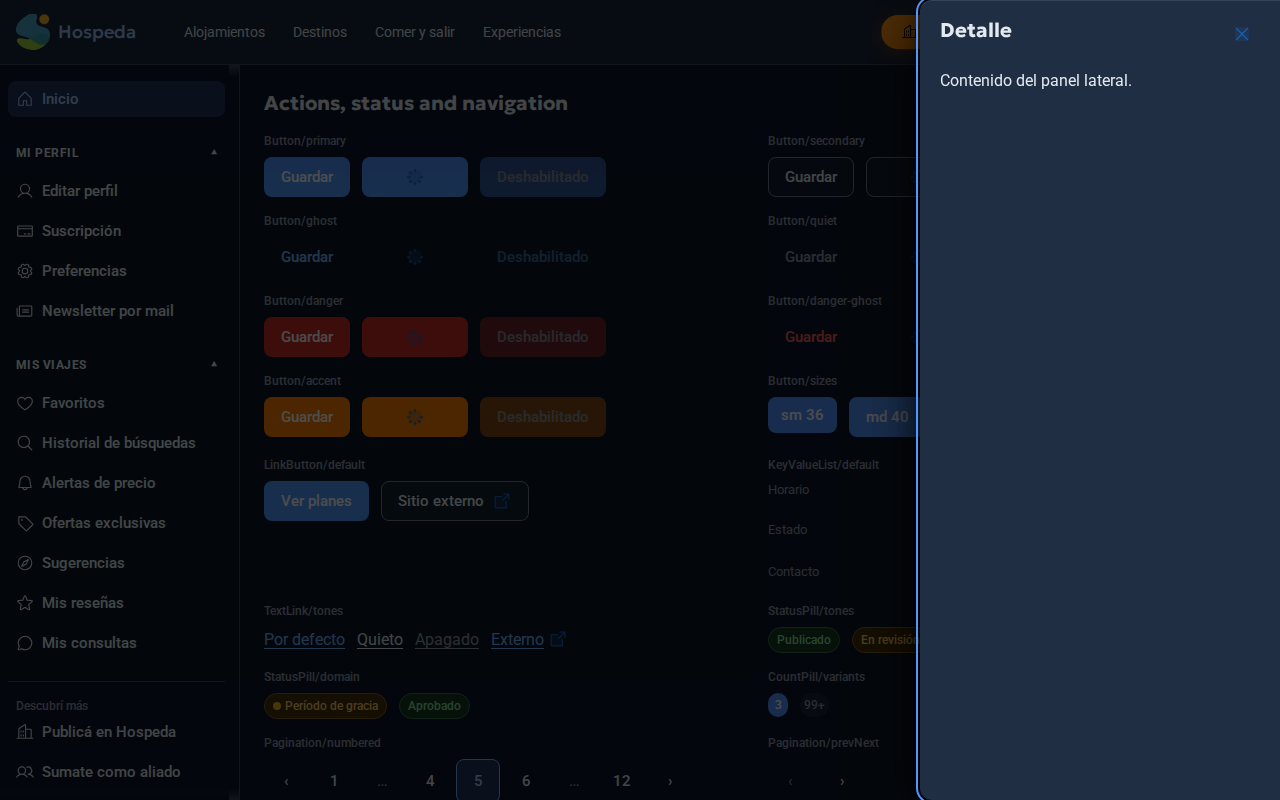 Hospeda
Alojamientos
Destinos
Comer y salir
Experiencias
Inicio
MI PERFIL
Editar perfil
Suscripción
Preferencias
Newsletter por mail
MIS VIAJES
Favoritos
Historial de búsquedas
Alertas de precio
Ofertas exclusivas
Sugerencias
Mis reseñas
Mis consultas
Descubrí más
Publicá en Hospeda
Sumate como aliado
Actions, status and navigation
Button/primary
Guardar
Deshabilitado
Button/secondary
Guardar
Button/ghost
Guardar
Deshabilitado
Button/quiet
Guardar
Button/danger
Guardar
Deshabilitado
Button/danger-ghost
Guardar
Button/accent
Guardar
Deshabilitado
Button/sizes
sm 36
md 40
LinkButton/default
Ver planes
Sitio externo
KeyValueList/default
Horario
Estado
Contacto
TextLink/tones
Por defecto Quieto Apagado Externo
StatusPill/tones
Publicado
En revisión
StatusPill/domain
Período de gracia
Aprobado
CountPill/variants
3
99+
Pagination/numbered
‹ 1 … 4 5 6 … 12 ›
Pagination/prevNext
‹ ›
Detalle
Contenido del panel lateral.